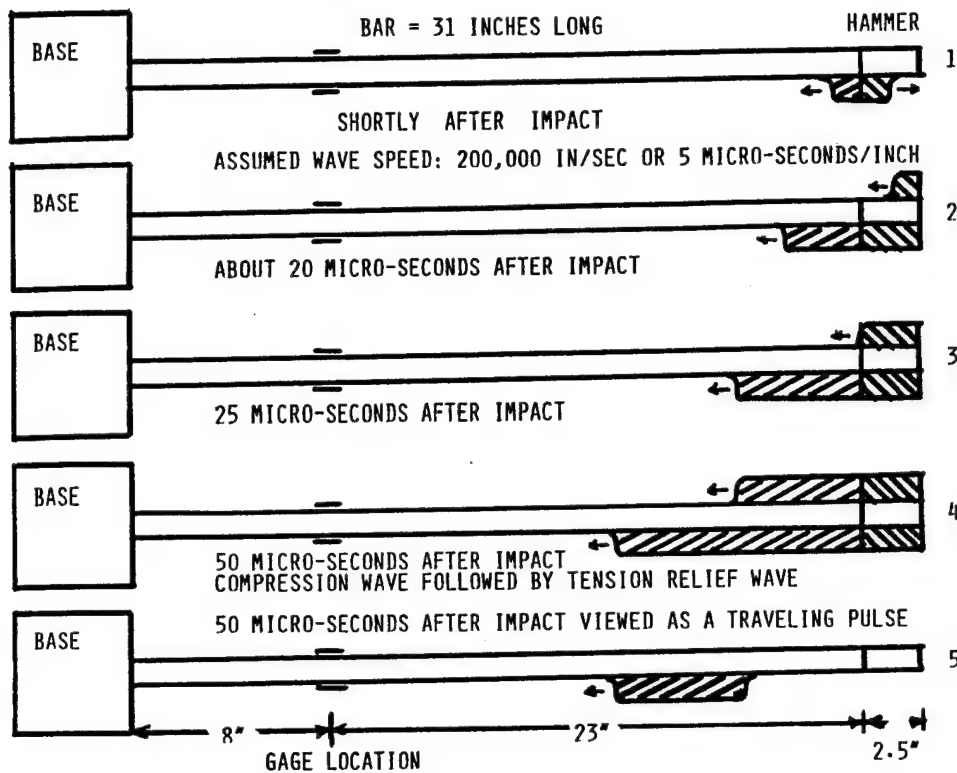 BAR = 31 INCHES LONG
HAMMER
BASE
1
SHORTLY AFTER IMPACT
ASSUMED WAVE SPEED: 200,000 IN/SEC OR 5 MICRO-SECONDS/INCH
BASE
2
ABOUT 20 MICRO-SECONDS AFTER IMPACT
BASE
3
25 MICRO-SECONDS AFTER IMPACT
BASE
4
50 MICRO-SECONDS AFTER IMPACT
COMPRESSION WAVE FOLLOWED BY TENSION RELIEF WAVE
50 MICRO-SECONDS AFTER IMPACT VIEWED AS A TRAVELING PULSE
BASE
5
8"
23"
2.5"
GAGE LOCATION